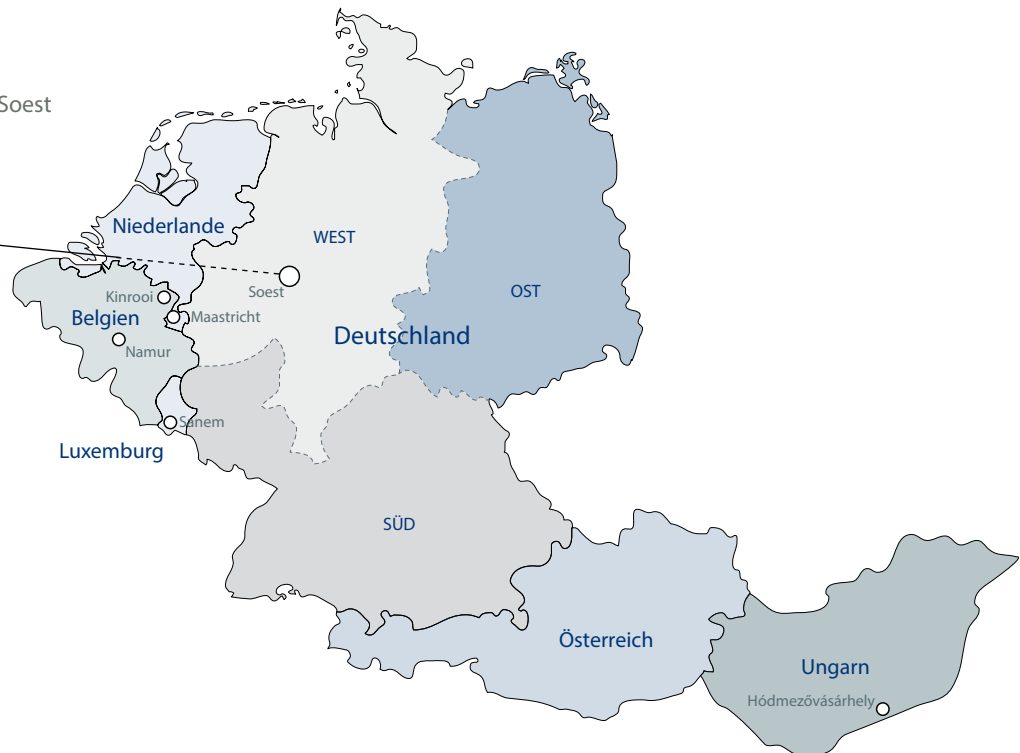 Soest
Niederlande
WEST
Soest
OST
Kinrooi
Belgien
Maastricht
Deutschland
Namur
Sanem
Luxemburg
SÜD
Österreich
Ungarn
Hódmezővásárhely